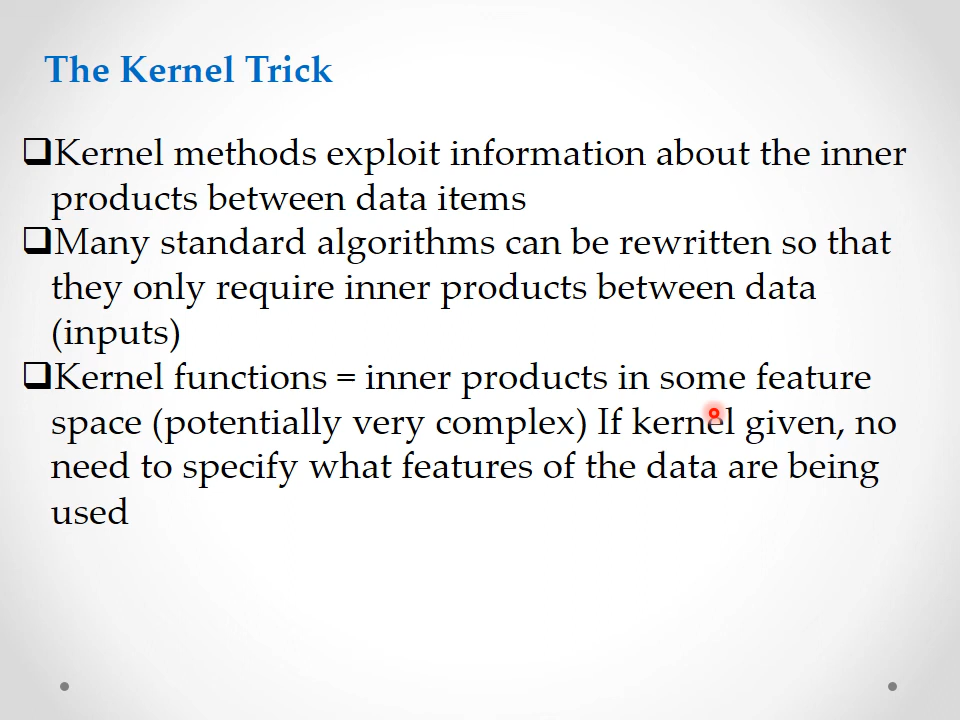 The Kernel Trick
❑Kernel methods exploit information about the inner
products between data items
❑Many standard algorithms can be rewritten so that
they only require inner products between data
(inputs)
❑Kernel functions = inner products in some feature
space (potentially very complex) If kernel given, no
need to specify what features of the data are being
used